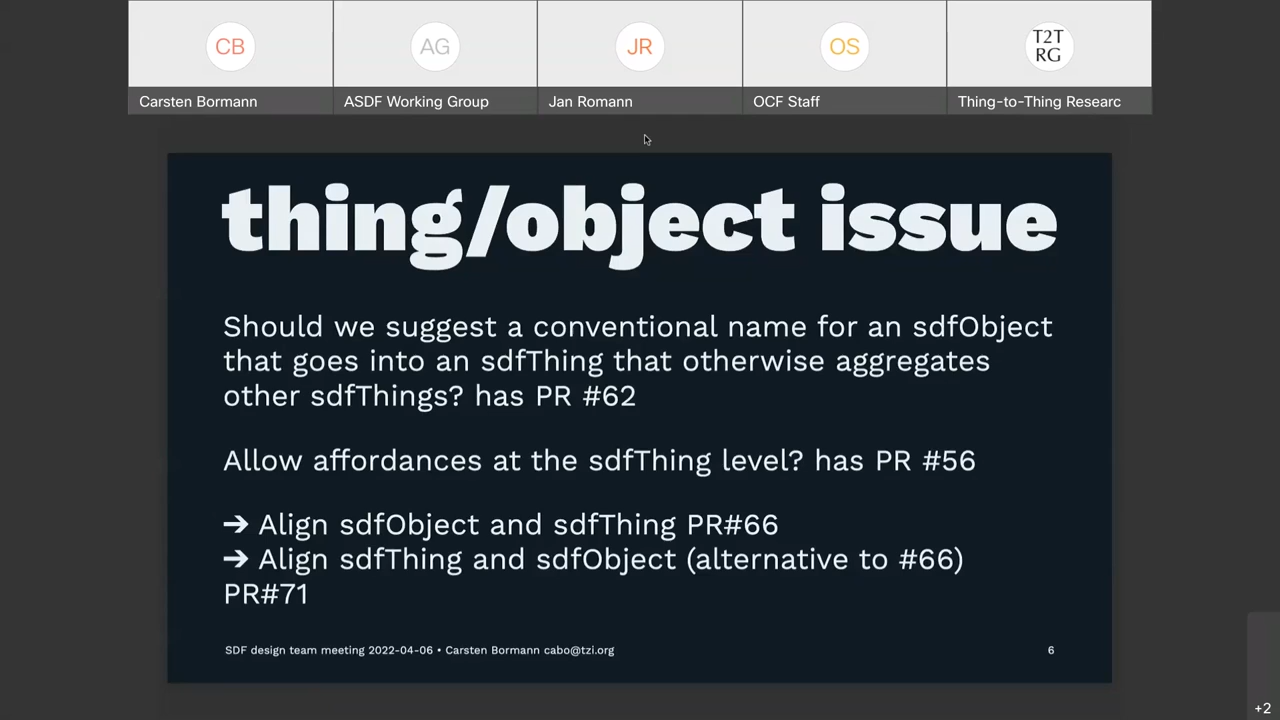 CB
AG
JR
OS
T2T
RG
Carsten Bormann
ASDF Working Group
Jan Romann
OCF Staff
Thing-to-Thing Researc
thing/object issue
Should we suggest a conventional name for an sdfObject
that goes into an sdfThing that otherwise aggregates
other sdfThings? has PR #62
Allow affordances at the sdfThing level? has PR #56
➔ Align sdfObject and sdfThing PR#66
➔ Align sdfThing and sdfObject (alternative to #66)
PR#71
SDF design team meeting 2022-04-06 • Carsten Bormann cabo@tzi.org
6
+2